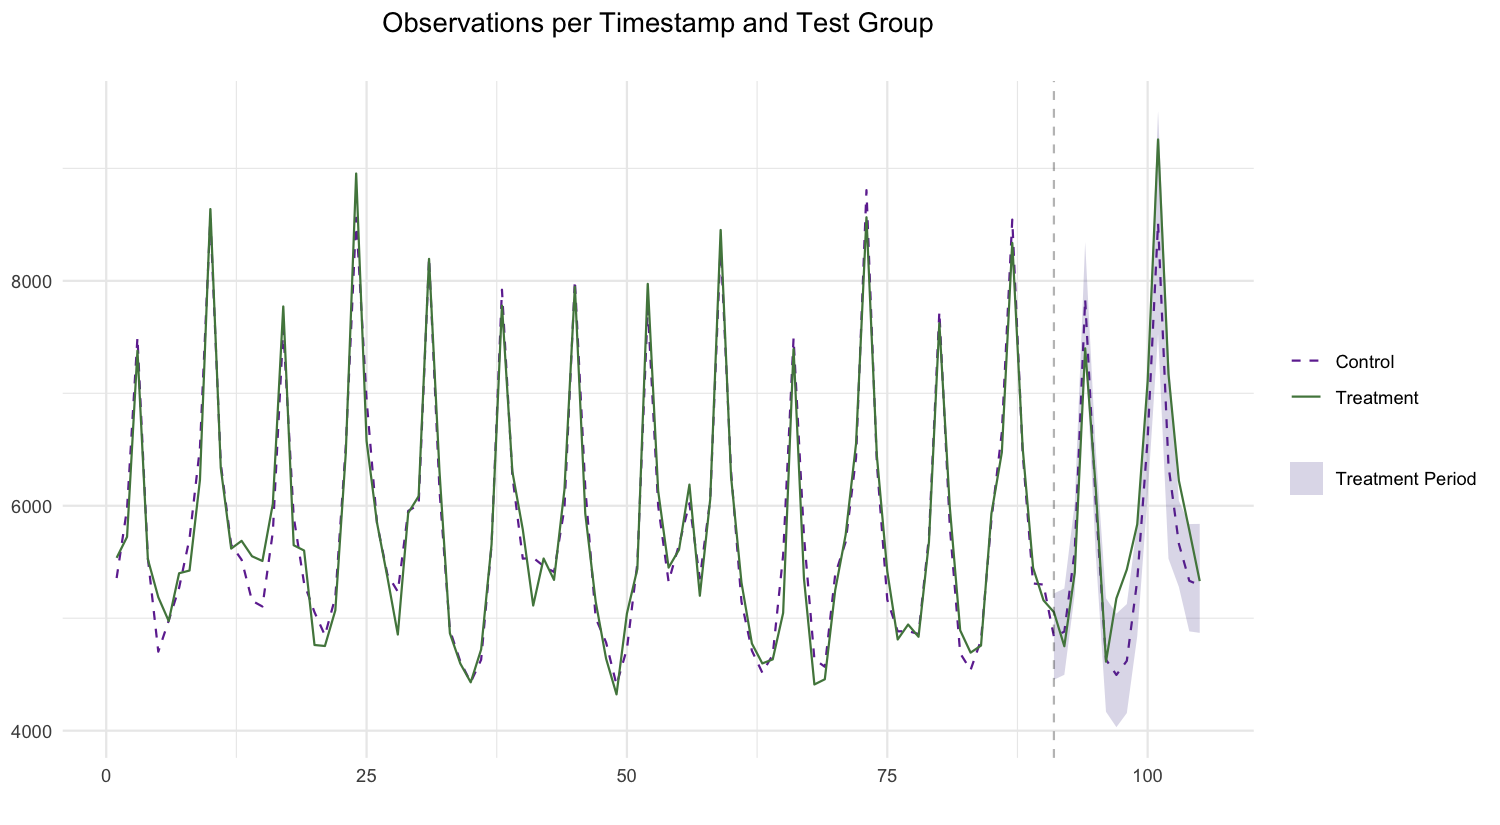 Observations per Timestamp and Test Group
8000
6000
4000
0 25 50 75 100
Control
Treatment
Treatment Period